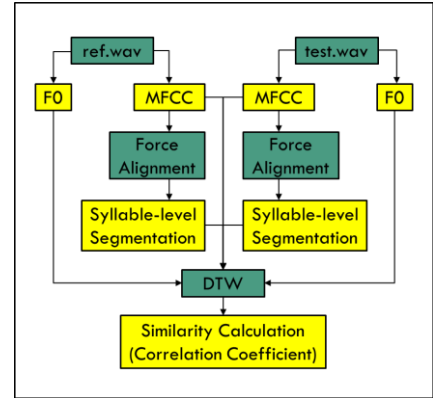 ref.wav
test.wav
F0
MFCC
MFCC
F0
Force
Alignment
Force
Alignment
Syllable-level
Segmentation
Syllable-level
Segmentation
DTW
Similarity Calculation
(Correlation Coefficient)